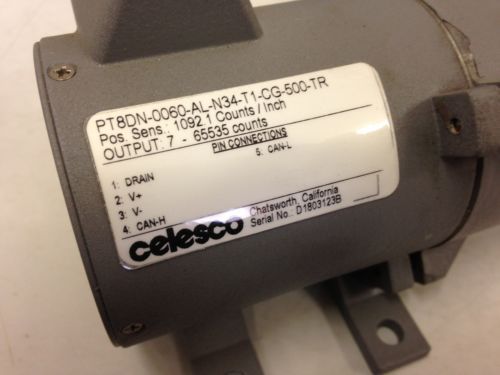 PT8DN-0060-AL-N34-T1-CG-500-TR
Pos. Sens.: 1092.1 Counts / Inch
OUTPUT: 7 - 65535 counts
PIN CONNECTIONS
1: DRAIN
2: V+
3: V-
4: CAN-H
5: CAN-L
celesco
Chatsworth, California
Serial No.: D1803123B